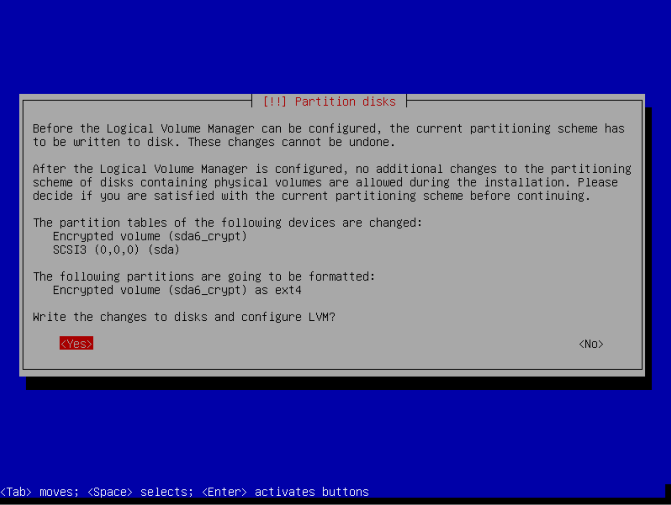 [!!] Partition disks
Before the Logical Volume Manager can be configured, the current partitioning scheme has
to be written to disk. These changes cannot be undone.
After the Logical Volume Manager is configured, no additional changes to the partitioning
scheme of disks containing physical volumes are allowed during the installation. Please
decide if you are satisfied with the current partitioning scheme before continuing.
The partition tables of the following devices are changed:
Encrypted volume (sda6_crypt)
SCSI3 (0,0,0) (sda)
The following partitions are going to be formatted:
Encrypted volume (sda6_crypt) as ext4
Write the changes to disks and configure LVM?
<Yes> <No>
<Tab> moves; <Space> selects; <Enter> activates buttons